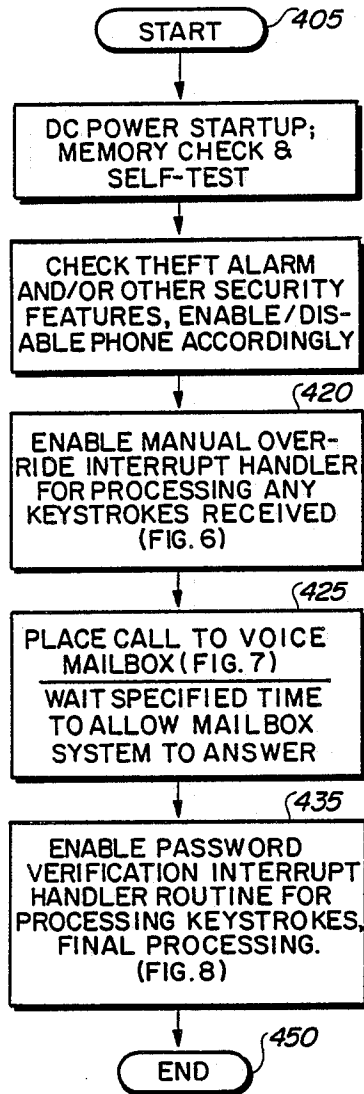 START
405
DC POWER STARTUP;
MEMORY CHECK &
SELF-TEST
CHECK THEFT ALARM
AND/OR OTHER SECURITY
FEATURES, ENABLE/DIS-
ABLE PHONE ACCORDINGLY
420
ENABLE MANUAL OVER-
RIDE INTERRUPT HANDLER
FOR PROCESSING ANY
KEYSTROKES RECEIVED
(FIG. 6)
425
PLACE CALL TO VOICE
MAILBOX (FIG. 7)
WAIT SPECIFIED TIME
TO ALLOW MAILBOX
SYSTEM TO ANSWER
435
ENABLE PASSWORD
VERIFICATION INTERRUPT
HANDLER ROUTINE FOR
PROCESSING KEYSTROKES,
FINAL PROCESSING.
(FIG. 8)
450
END